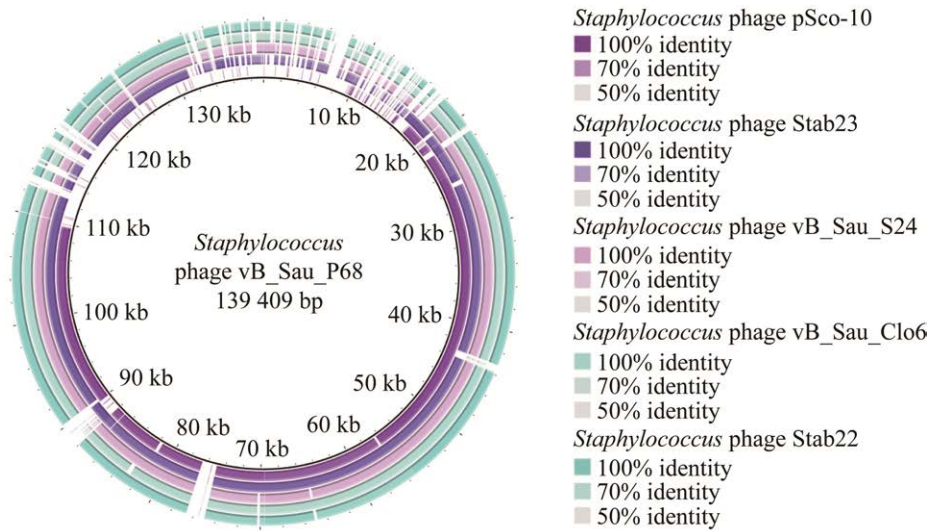 130 kb
10 kb
120 kb
20 kb
110 kb
30 kb
Staphylococcus
phage vB_Sau_P68
139 409 bp
100 kb
40 kb
90 kb
50 kb
80 kb
70 kb
60 kb
Staphylococcus phage pSco-10
100% identity
70% identity
50% identity
Staphylococcus phage Stab23
100% identity
70% identity
50% identity
Staphylococcus phage vB_Sau_S24
100% identity
70% identity
50% identity
Staphylococcus phage vB_Sau_Clo6
100% identity
70% identity
50% identity
Staphylococcus phage Stab22
100% identity
70% identity
50% identity